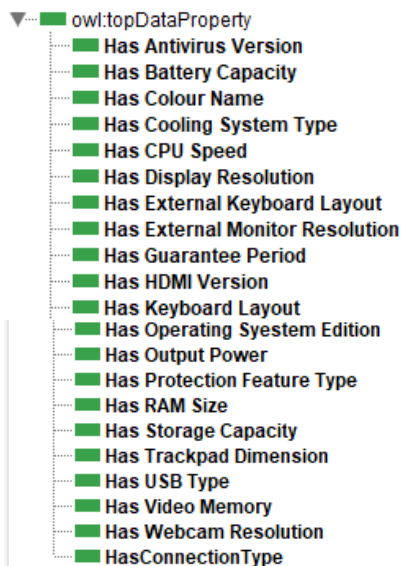 owl:topDataProperty
Has Antivirus Version
Has Battery Capacity
Has Colour Name
Has Cooling System Type
Has CPU Speed
Has Display Resolution
Has External Keyboard Layout
Has External Monitor Resolution
Has Guarantee Period
Has HDMI Version
Has Keyboard Layout
Has Operating Syestem Edition
Has Output Power
Has Protection Feature Type
Has RAM Size
Has Storage Capacity
Has Trackpad Dimension
Has USB Type
Has Video Memory
Has Webcam Resolution
HasConnectionType